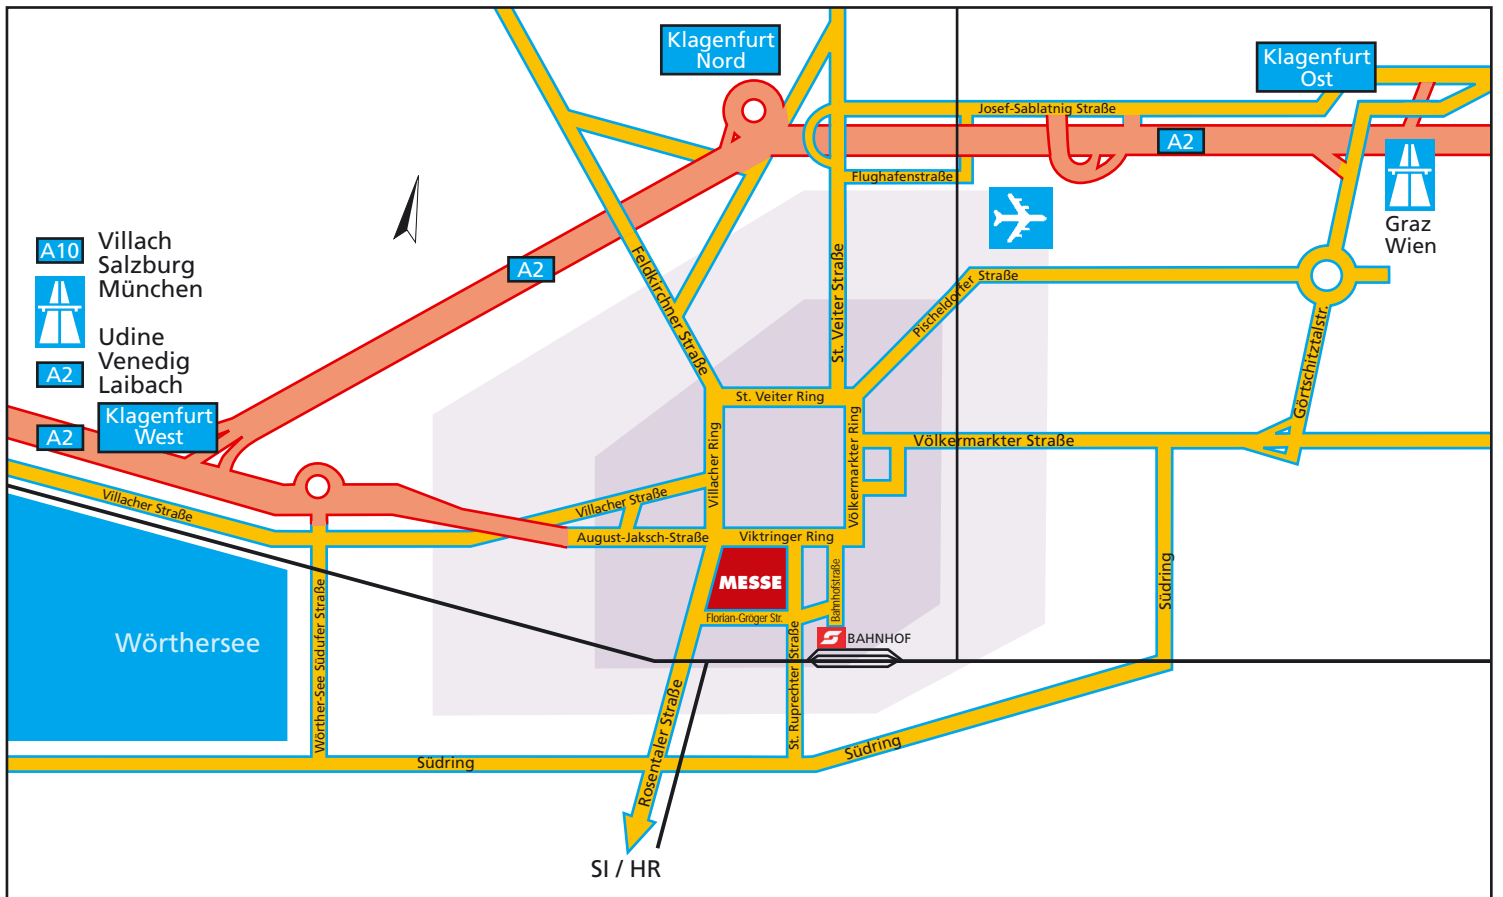 Klagenfurt
Nord
Klagenfurt
Ost
Josef-Sablatnig Straße
A2
Flughafenstraße
Graz
Wien
A10
Villach
Salzburg
München
Udine
Venedig
Laibach
A2
A2
Klagenfurt
West
A2
Feldkirchner Straße
St. Veiter Straße
Pischeldorfer Straße
Görtschitztalstr.
St. Veiter Ring
Villacher Ring
Völkermarkter Ring
Völkermarkter Straße
Villacher Straße
Villacher Straße
August-Jaksch-Straße
Viktringer Ring
MESSE
Bahnhofstraße
Florian-Gröger Str.
BAHNHOF
Südring
Wörthersee
Wörther-See Südufer Straße
St. Ruprechter Straße
Rosentaler Straße
Südring
Südring
SI / HR